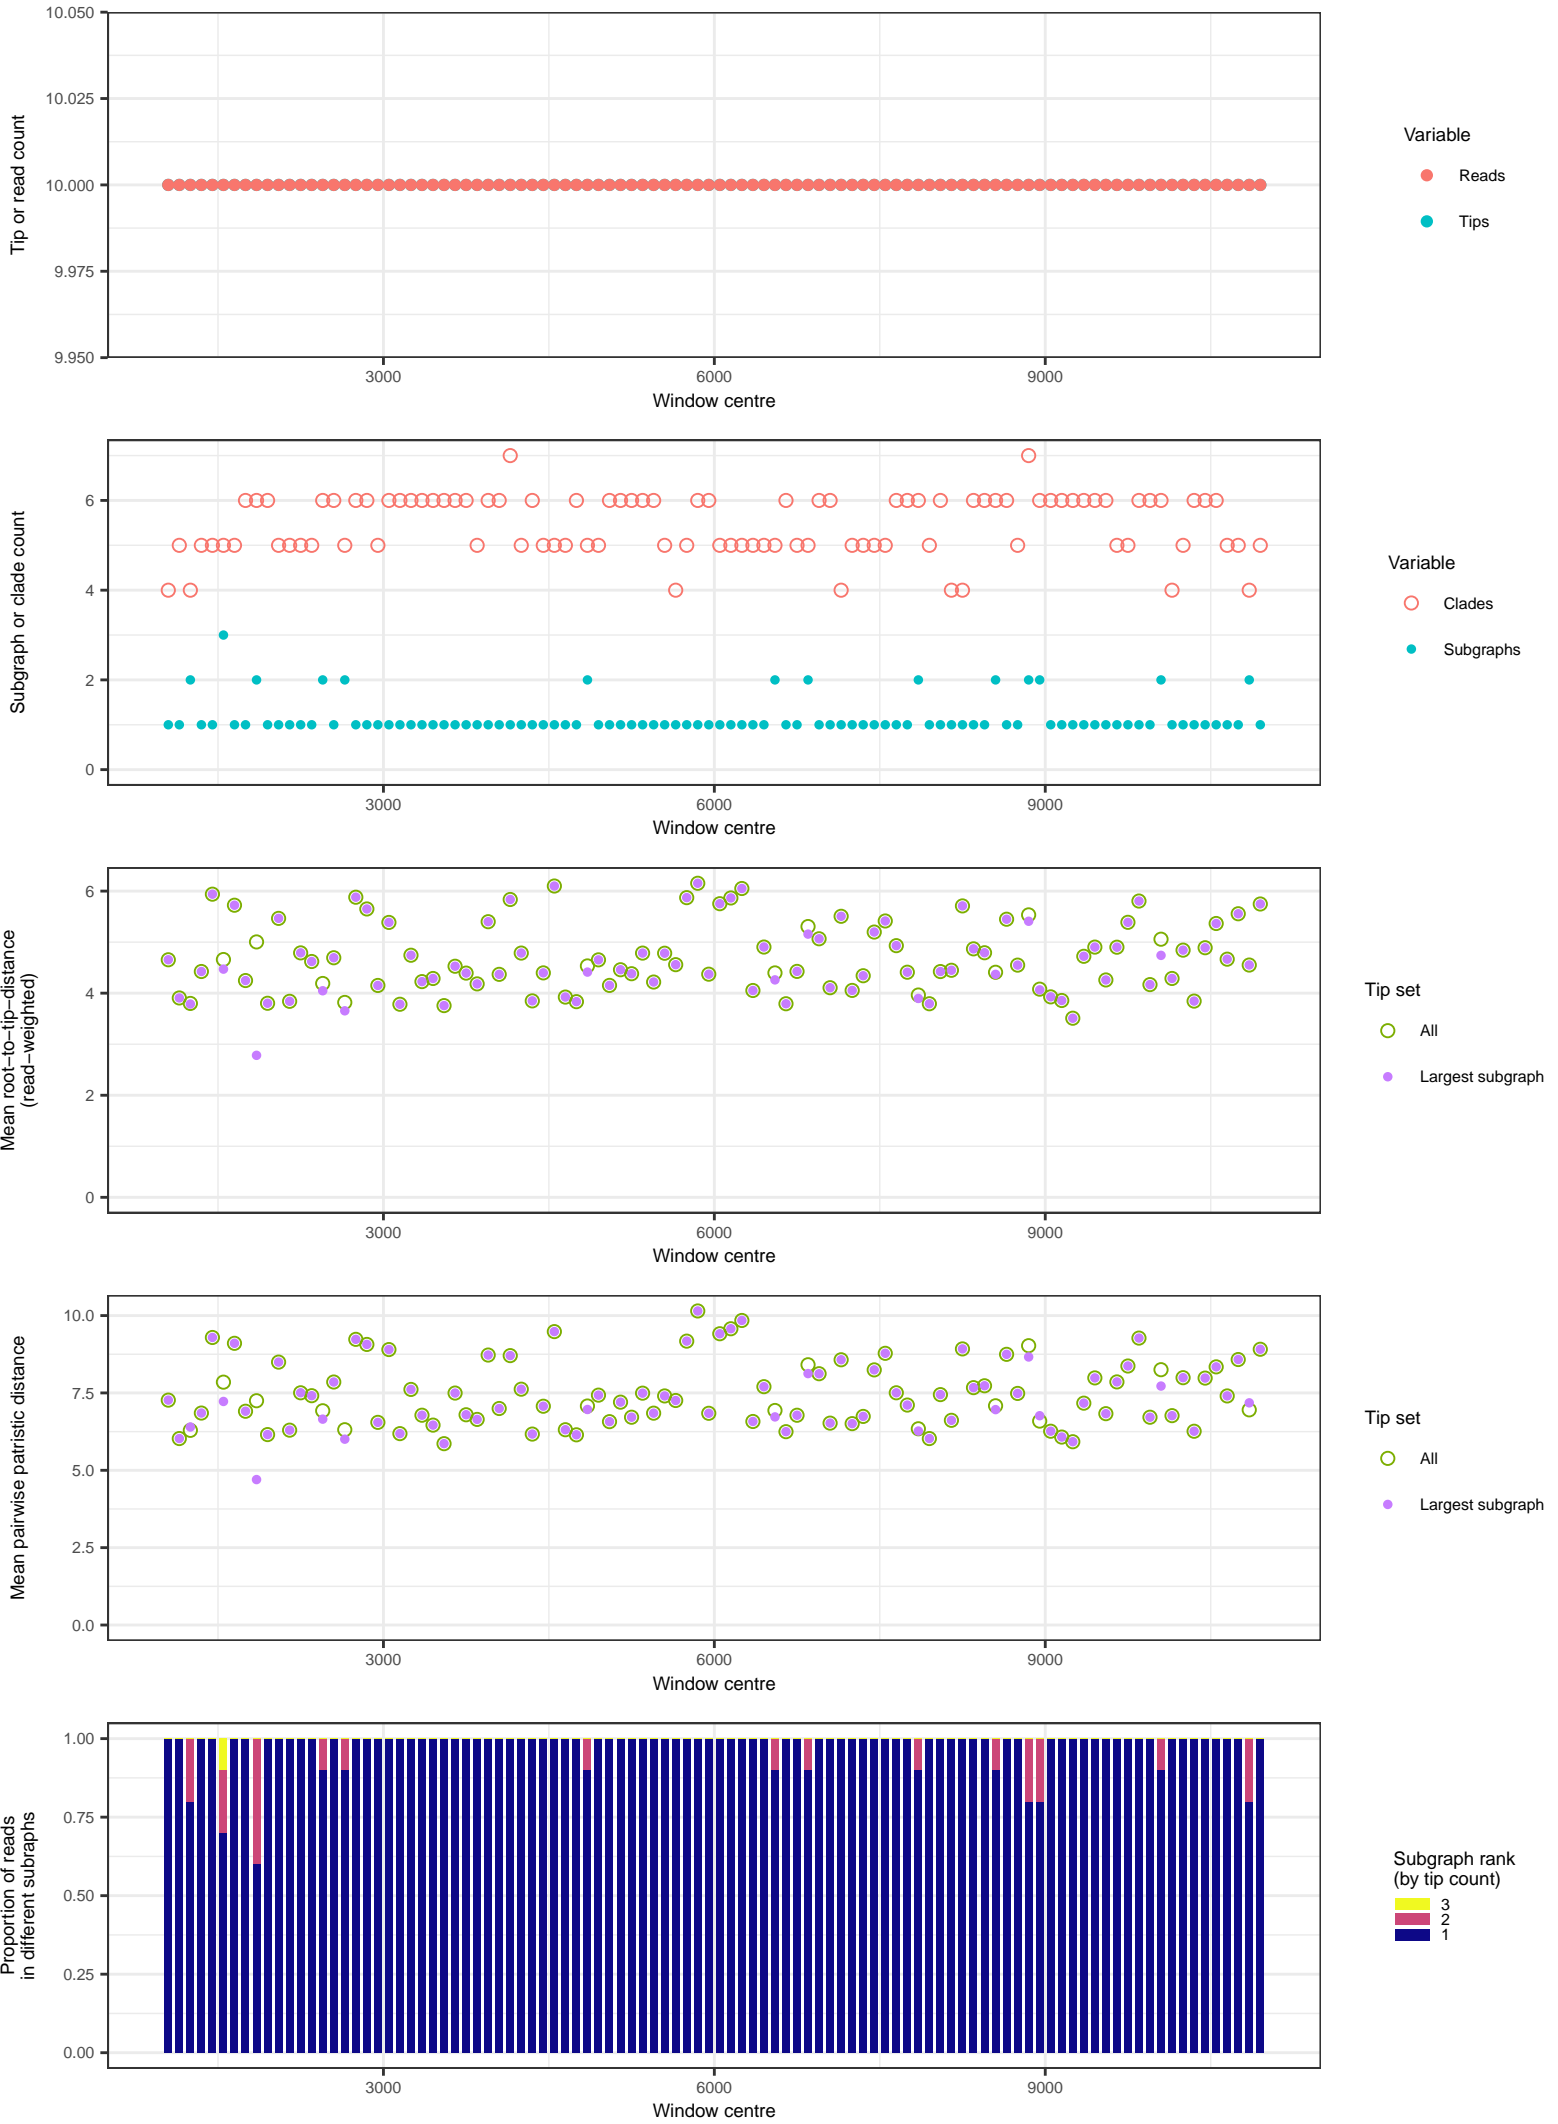 10.050
10.025
10.000
9.975
9.950
Tip or read count
3000
6000
9000
Window centre
Variable
Reads
Tips
6
4
2
0
Subgraph or clade count
3000
6000
9000
Window centre
Variable
Clades
Subgraphs
6
4
2
0
Mean root−to−tip−distance
(read−weighted)
3000
6000
9000
Window centre
Tip set
All
Largest subgraph
10.0
7.5
5.0
2.5
0.0
Mean pairwise patristic distance
3000
6000
9000
Window centre
Tip set
All
Largest subgraph
1.00
0.75
0.50
0.25
0.00
Proportion of reads
in different subraphs
3000
6000
9000
Window centre
Subgraph rank
(by tip count)
3
2
1